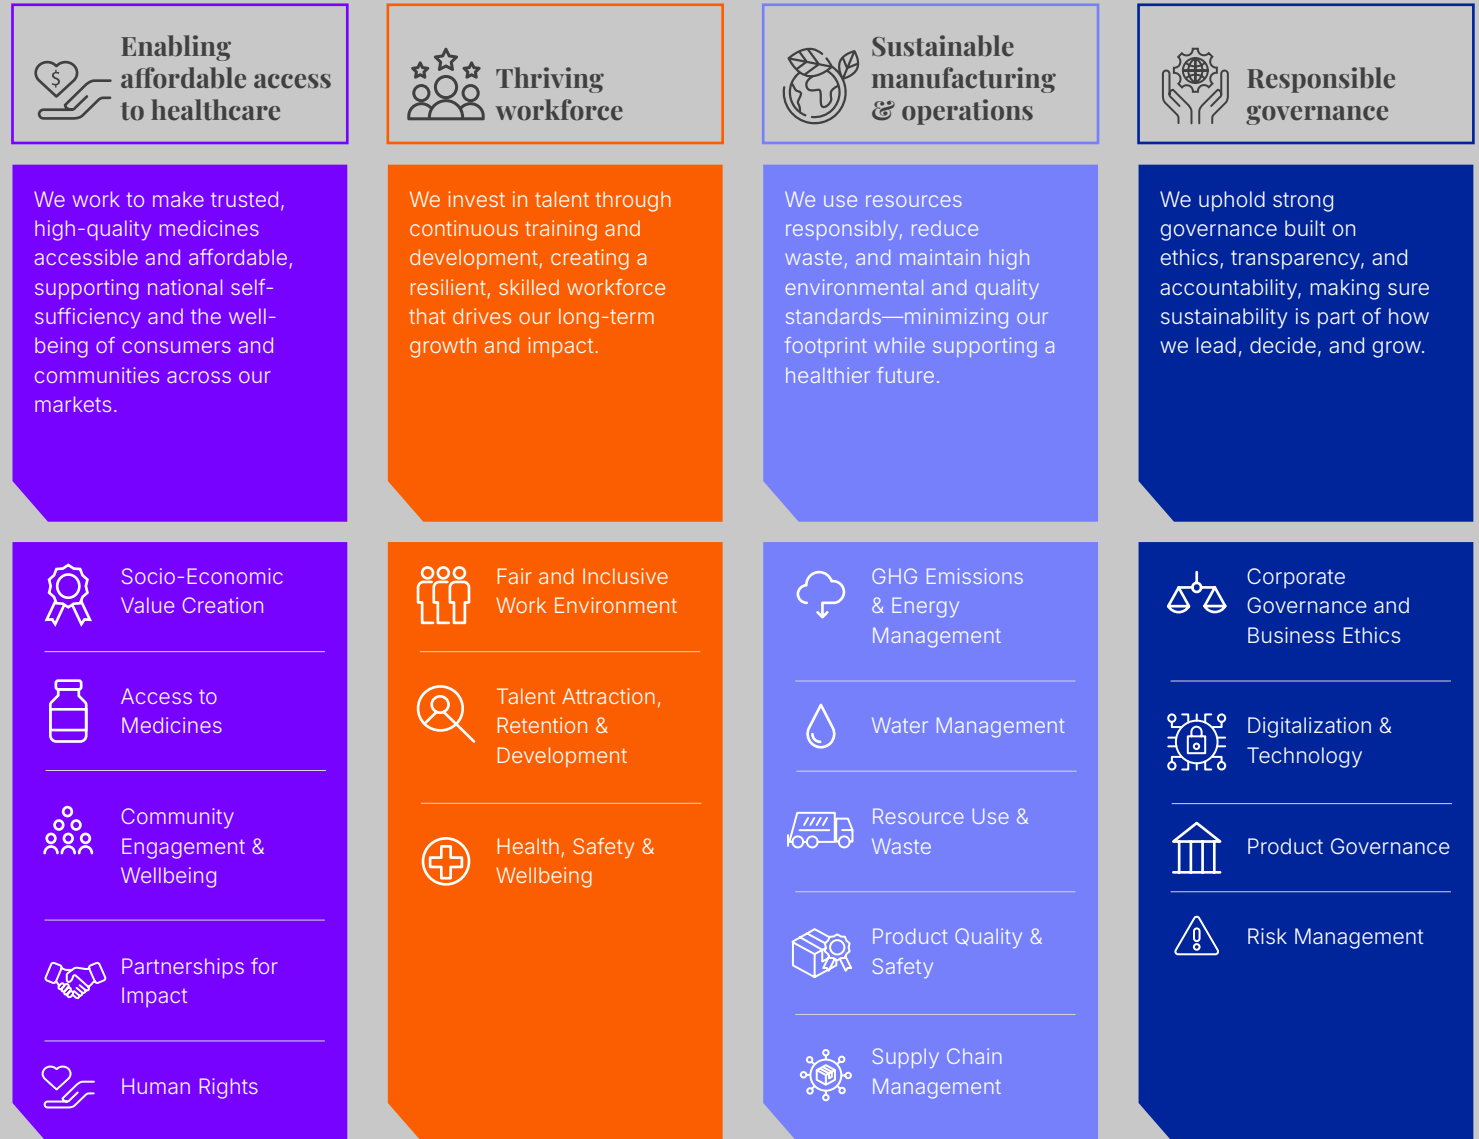 Enabling
affordable access
to healthcare
We work to make trusted,
high-quality medicines
accessible and affordable,
supporting national self-
sufficiency and the well-
being of consumers and
communities across our
markets.
Socio-Economic
Value Creation
Access to
Medicines
Community
Engagement &
Wellbeing
Partnerships for
Impact
Human Rights
Thriving
workforce
We invest in talent through
continuous training and
development, creating a
resilient, skilled workforce
that drives our long-term
growth and impact.
Fair and Inclusive
Work Environment
Talent Attraction,
Retention &
Development
Health, Safety &
Wellbeing
Sustainable
manufacturing
& operations
We use resources
responsibly, reduce
waste, and maintain high
environmental and quality
standards—minimizing our
footprint while supporting a
healthier future.
GHG Emissions
& Energy
Management
Water Management
Resource Use &
Waste
Product Quality &
Safety
Supply Chain
Management
Responsible
governance
We uphold strong
governance built on
ethics, transparency, and
accountability, making sure
sustainability is part of how
we lead, decide, and grow.
Corporate
Governance and
Business Ethics
Digitalization &
Technology
Product Governance
Risk Management